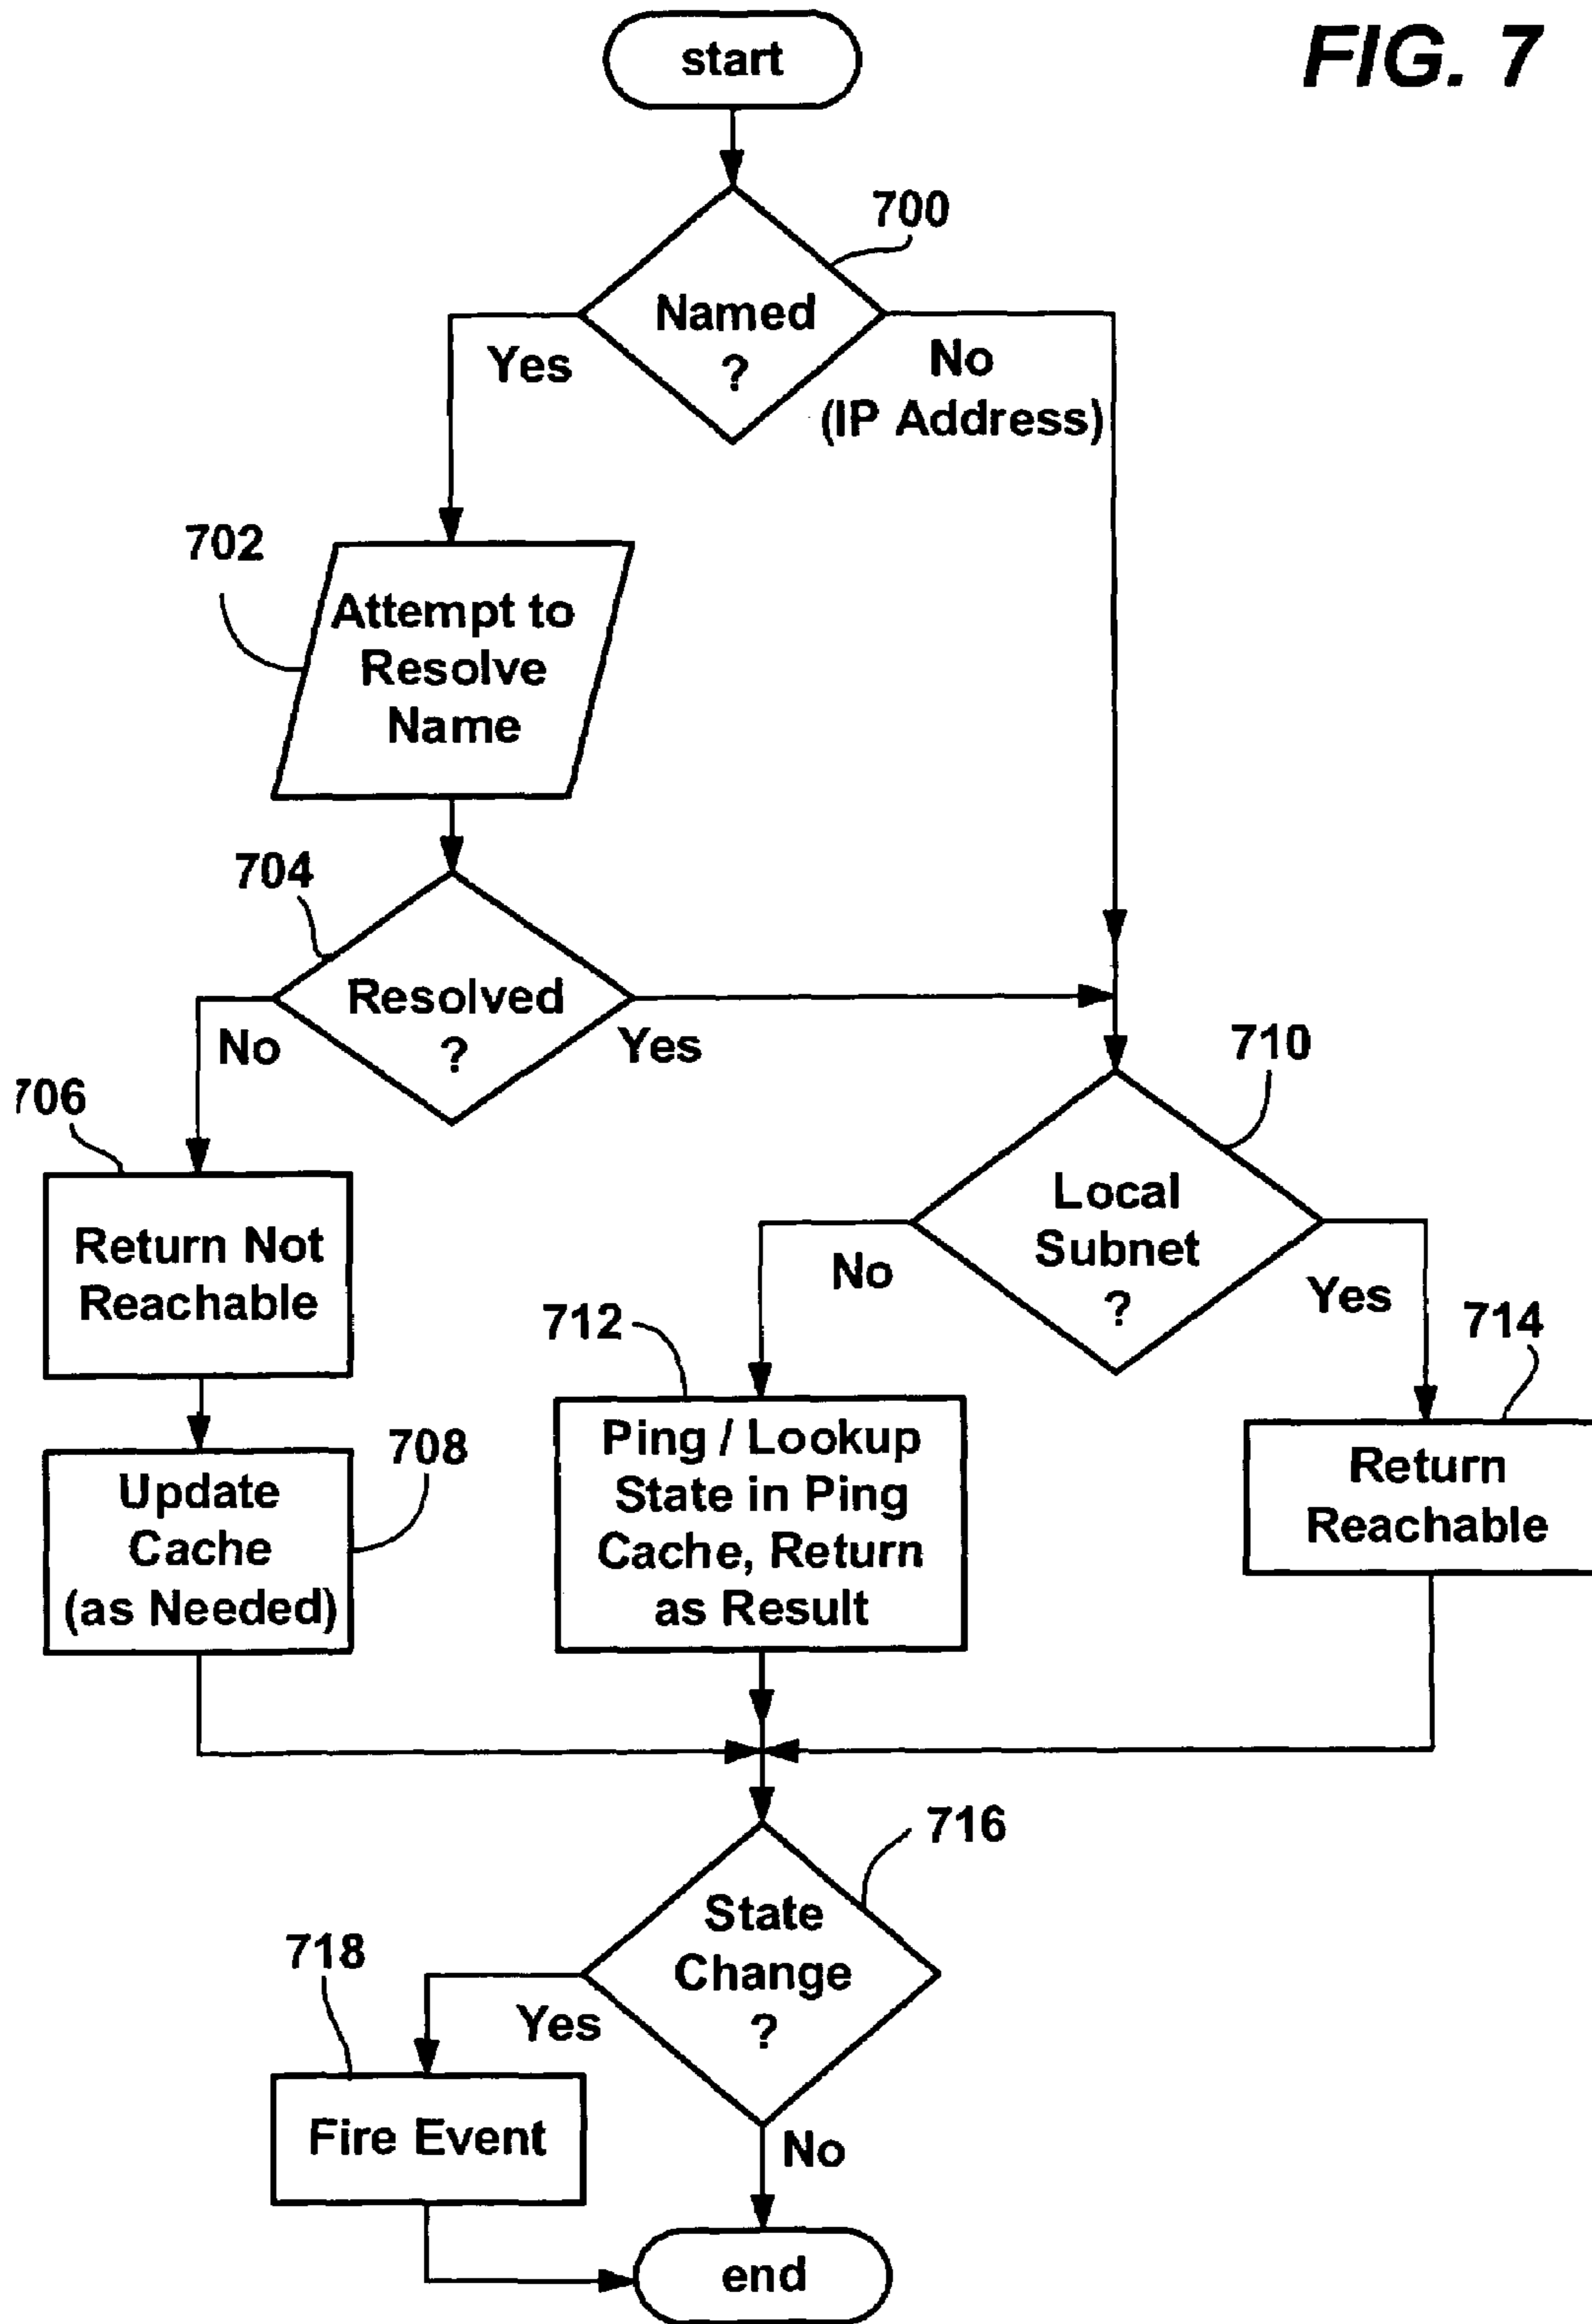 FIG. 7
start
700
Named
?
Yes
No
(IP Address)
702
Attempt to
Resolve
Name
704
Resolved
?
No
Yes
706
710
Return Not
Reachable
Local
Subnet
?
No
Yes
712
714
708
Update
Cache
(as Needed)
Ping / Lookup
State in Ping
Cache, Return
as Result
Return
Reachable
716
State
Change
?
718
Yes
Fire Event
No
end